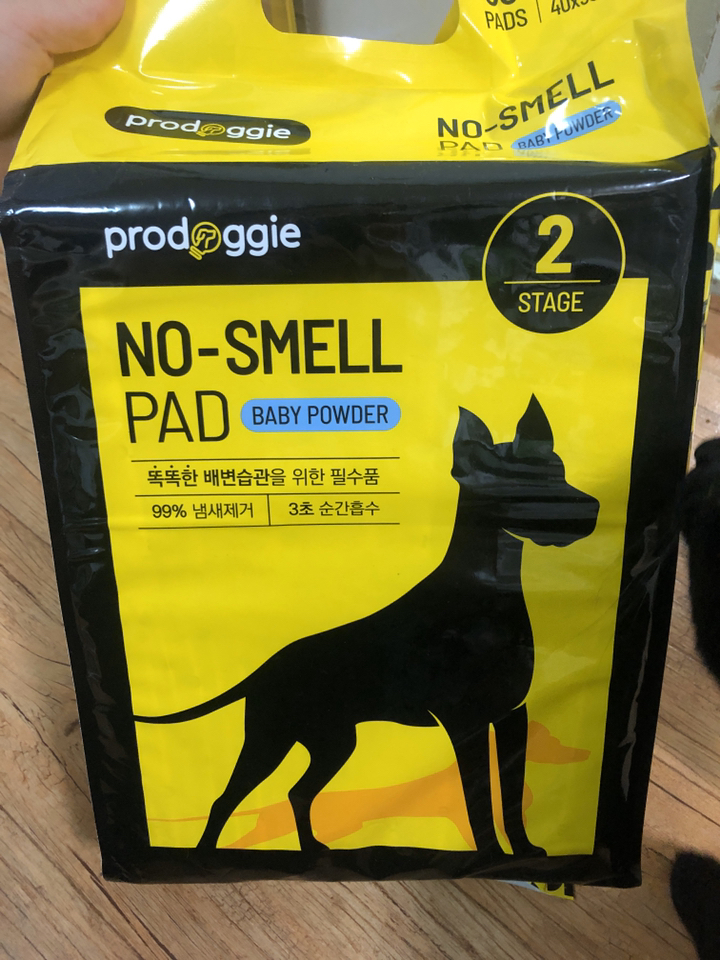 PADS
prodoggie
NO-SMELL
PAD BABY POWDER
prodoggie
2
STAGE
NO-SMELL
PAD BABY POWDER
똑똑한 배변습관을 위한 필수품
99% 냄새제거 3초 순간흡수